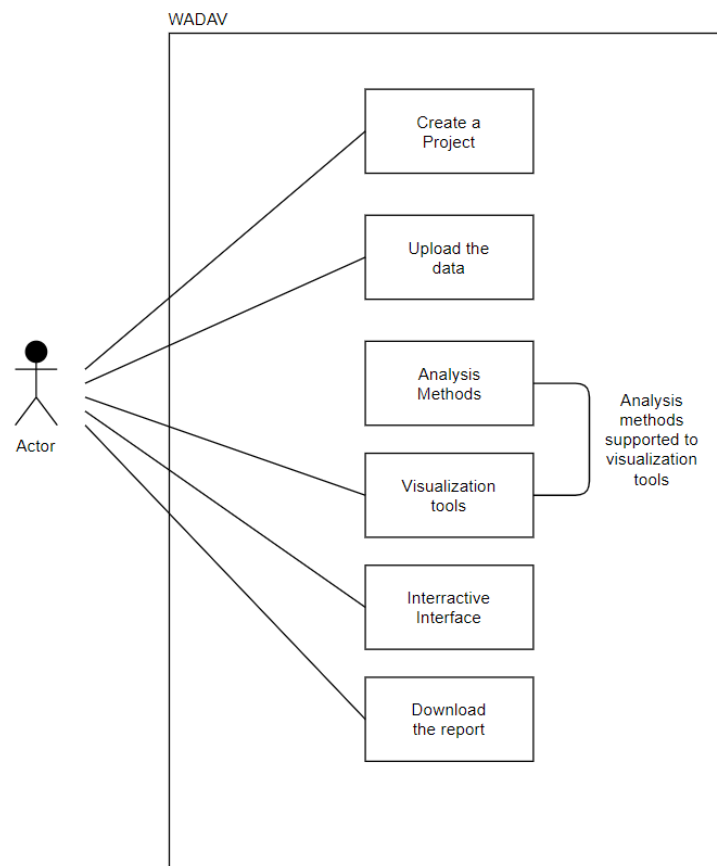 WADAV
Create a
Project
Upload the
data
Analysis
Methods
Analysis
methods
supported to
visualization
tools
Actor
Visualization
tools
Interractive
Interface
Download
the report